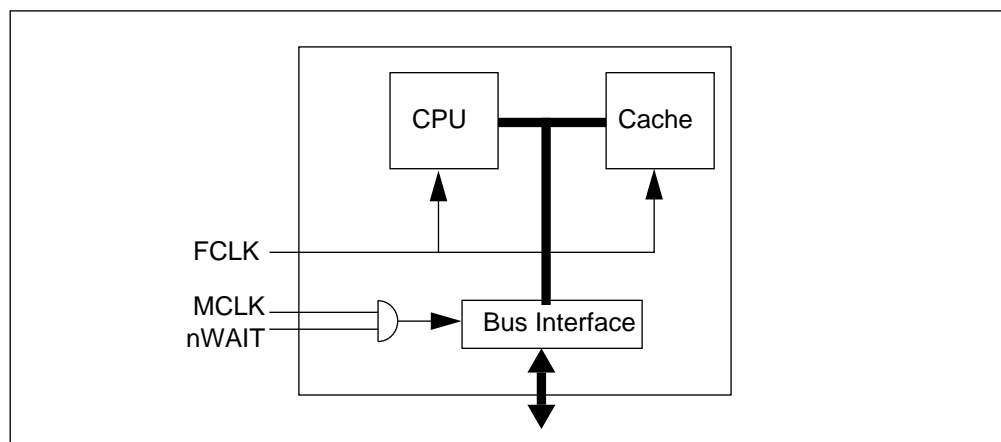 CPU
Cache
FCLK
MCLK
nWAIT
Bus Interface